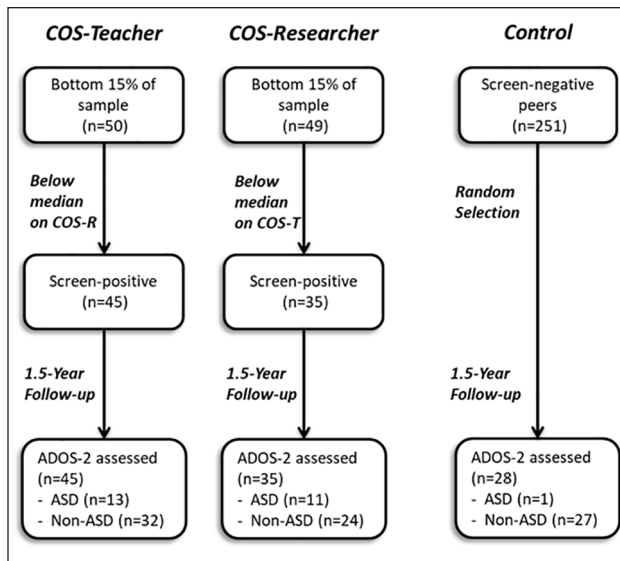 COS-Teacher
Bottom 15% of
sample
(n=50)
Below
median
on COS-R
Screen-positive
(n=45)
1.5-Year
Follow-up
ADOS-2 assessed
(n=45)
- ASD (n=13)
- Non-ASD (n=32)
COS-Researcher
Bottom 15% of
sample
(n=49)
Below
median
on COS-T
Screen-positive
(n=35)
1.5-Year
Follow-up
ADOS-2 assessed
(n=35)
- ASD (n=11)
- Non-ASD (n=24)
Control
Screen-negative
peers
(n=251)
Random
Selection
1.5-Year
Follow-up
ADOS-2 assessed
(n=28)
- ASD (n=1)
- Non-ASD (n=27)